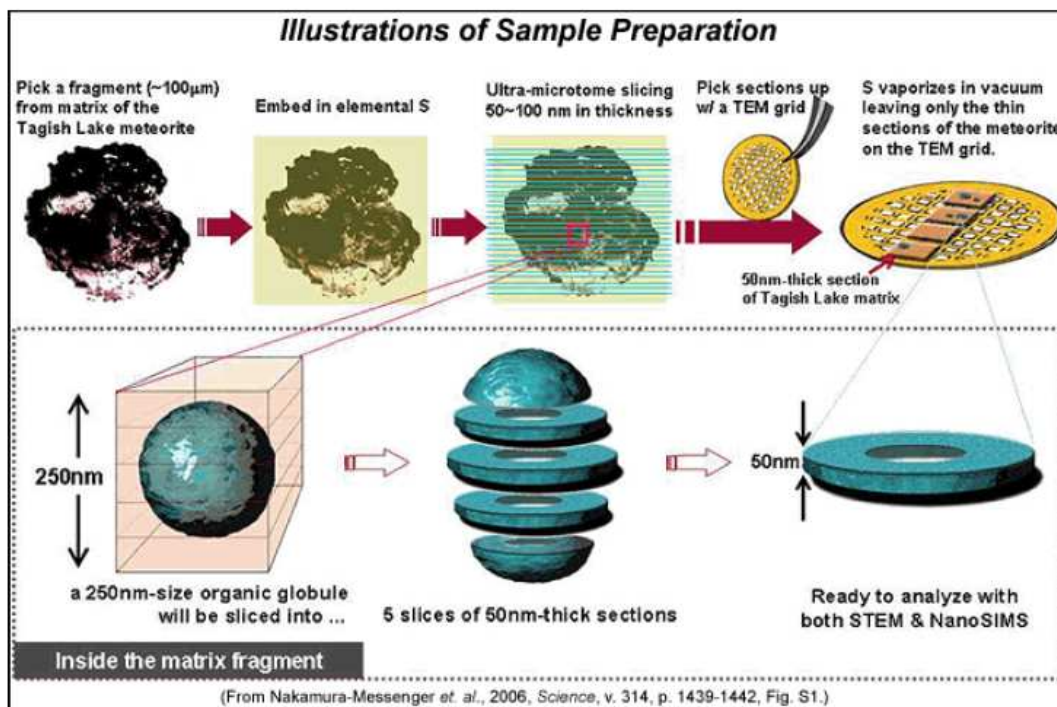 Illustrations of Sample Preparation
Pick a fragment (~100μm)
from matrix of the
Tagish Lake meteorite
Embed in elemental S
Ultra-microtome slicing
50~100 nm in thickness
Pick sections up
w/ a TEM grid
S vaporizes in vacuum
leaving only the thin
sections of the meteorite
on the TEM grid.
50nm-thick section
of Tagish Lake matrix
250nm
50nm
a 250nm-size organic globule
will be sliced into ...
5 slices of 50nm-thick sections
Ready to analyze with
both STEM & NanoSIMS
Inside the matrix fragment
(From Nakamura-Messenger et. al., 2006, Science, v. 314, p. 1439-1442, Fig. S1.)